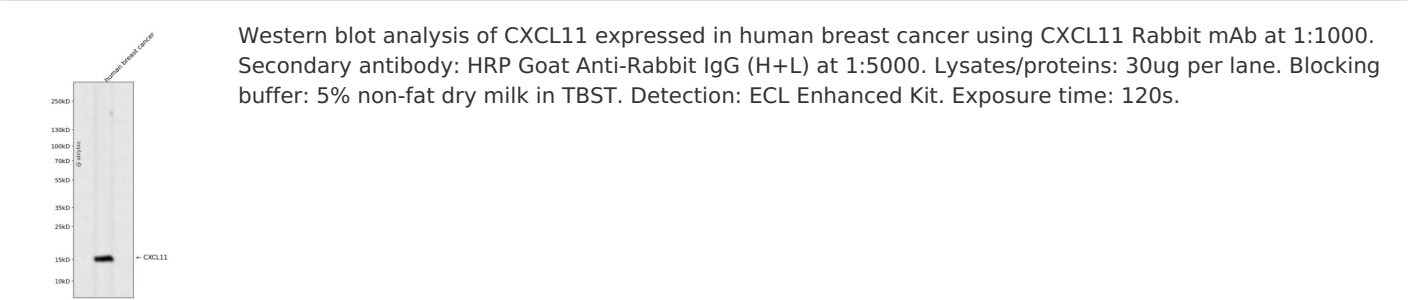 human breast cancer
250kD
130kD
100kD
70kD
55kD
35kD
25kD
15kD
10kD
@ abybio
← CXCL11
Western blot analysis of CXCL11 expressed in human breast cancer using CXCL11 Rabbit mAb at 1:1000.
Secondary antibody: HRP Goat Anti-Rabbit IgG (H+L) at 1:5000. Lysates/proteins: 30ug per lane. Blocking
buffer: 5% non-fat dry milk in TBST. Detection: ECL Enhanced Kit. Exposure time: 120s.